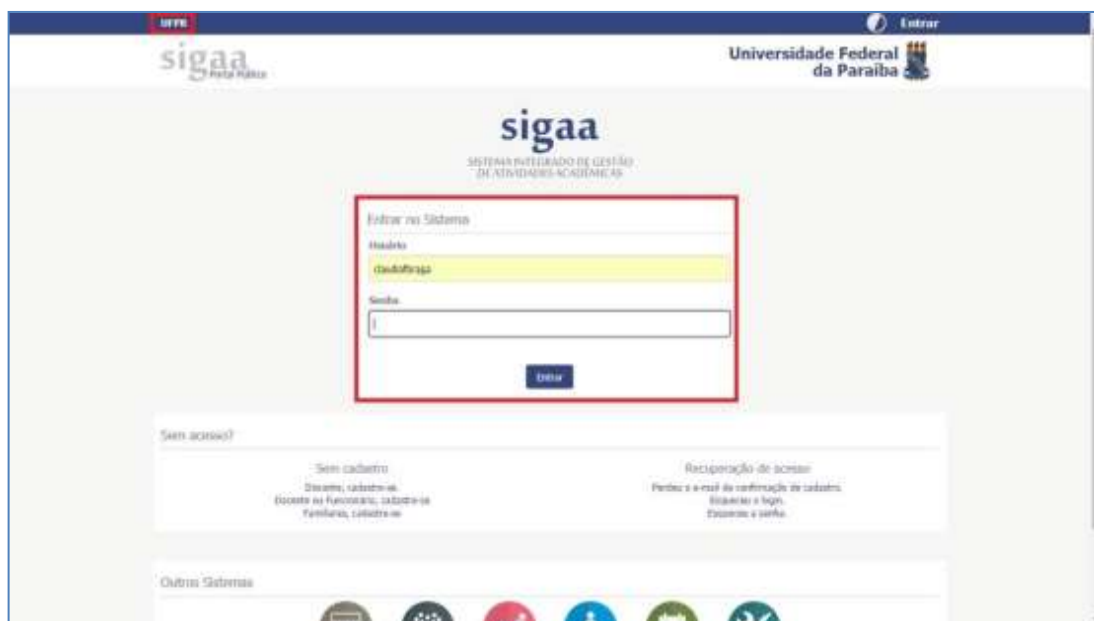 UFPB
Entrar
sigaa
Portal Público
Universidade Federal
da Paraíba
sigaa
SISTEMA INTEGRADO DE GESTÃO
DE ATIVIDADES ACADÊMICAS
Entrar no Sistema
Usuário
Senha
Entrar
Sem acesso?
Sem cadastro
Discente, cadastre-se.
Docente ou Funcionário, cadastre-se
Familiares, cadastre-se
Recuperação de acesso
Perdeu o e-mail de confirmação de cadastro.
Esqueceu o login.
Esqueceu a senha.
Outros Sistemas